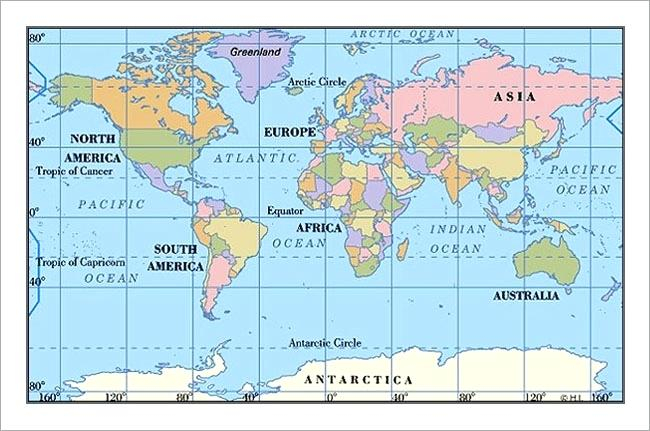 ARCTIC OCEAN
80°
Greenland
Arctic Circle
ASIA
EUROPE
NORTH
AMERICA
40°
ATLANTIC
Tropic of Cancer
PACIFIC
OCEAN
PACIFIC
Equator
0°
AFRICA
INDIAN
OCEAN
OCEAN
SOUTH
AMERICA
Tropic of Capricorn
OCEAN
40°
AUSTRALIA
Antarctic Circle
ANTARCTICA
80°
160° 120° 80° 40° 0° 40° 80° 120° 160°
© H.I.